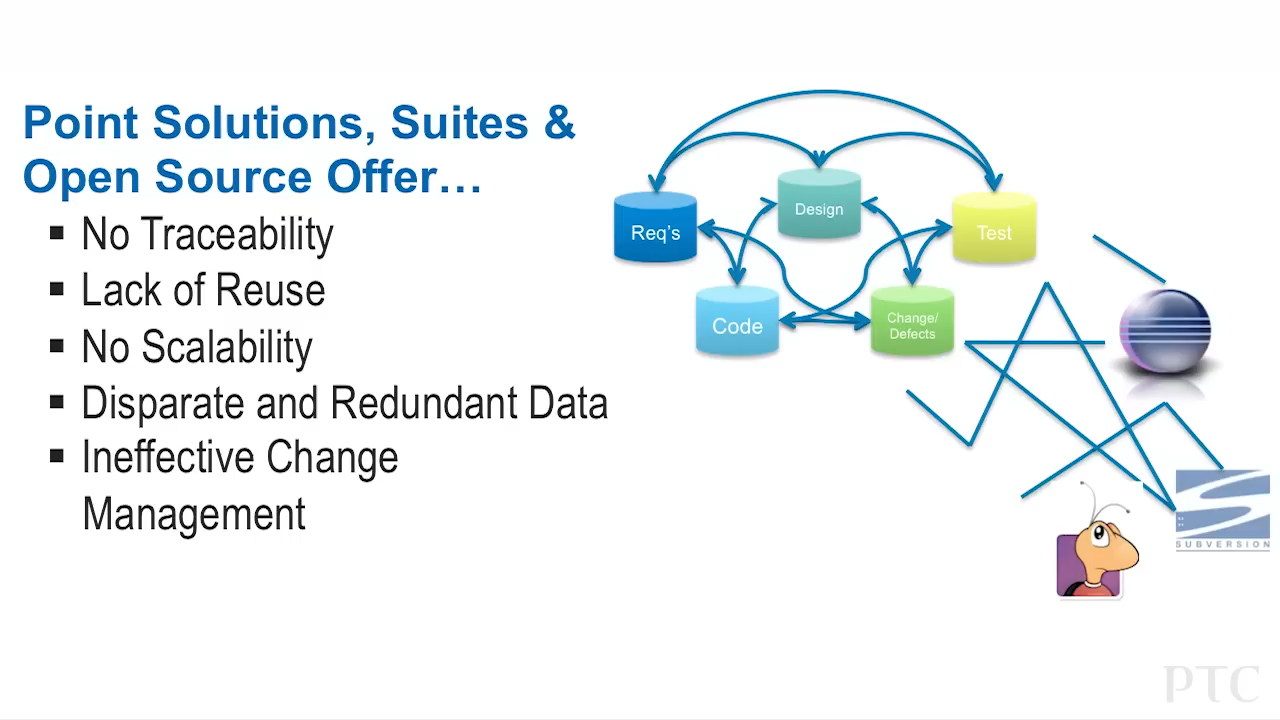 Point Solutions, Suites &
Open Source Offer…
▪ No Traceability
▪ Lack of Reuse
▪ No Scalability
▪ Disparate and Redundant Data
▪ Ineffective Change
Management
Req's
Design
Test
Code
Change/
Defects
SUBVERSION
PTC